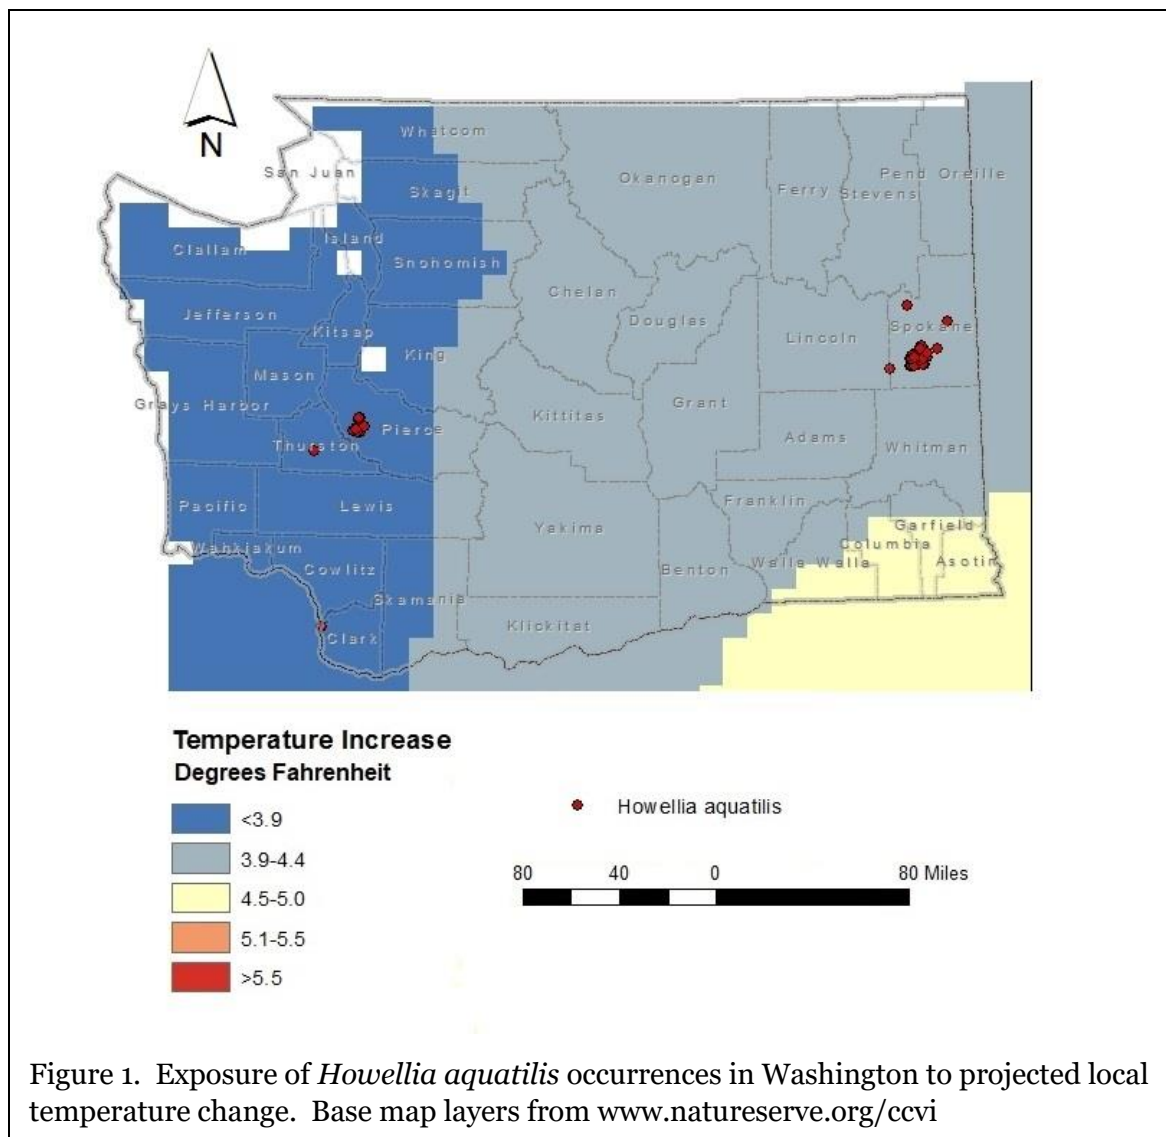 N
Whatcom
San Juan
Okanogan
Pend Oreille
Skagit
Ferry
Stevens
Island
Clallam
Snohomish
Chelan
Jefferson
Douglas
Kitsap
Spokane
Lincoln
King
Mason
Grays Harbor
Kittitas
Grant
Pierce
Thurston
Adams
Whitman
Pacific
Lewis
Franklin
Yakima
Garfield
Wahkiakum
Columbia
Cowlitz
Benton
Walla Walla
Asotin
Skamania
Klickitat
Clark
Temperature Increase
Degrees Fahrenheit
<3.9
3.9-4.4
4.5-5.0
5.1-5.5
>5.5
Howellia aquatilis
80 40 0 80 Miles
Figure 1. Exposure of Howellia aquatilis occurrences in Washington to projected local
temperature change. Base map layers from www.natureserve.org/ccvi